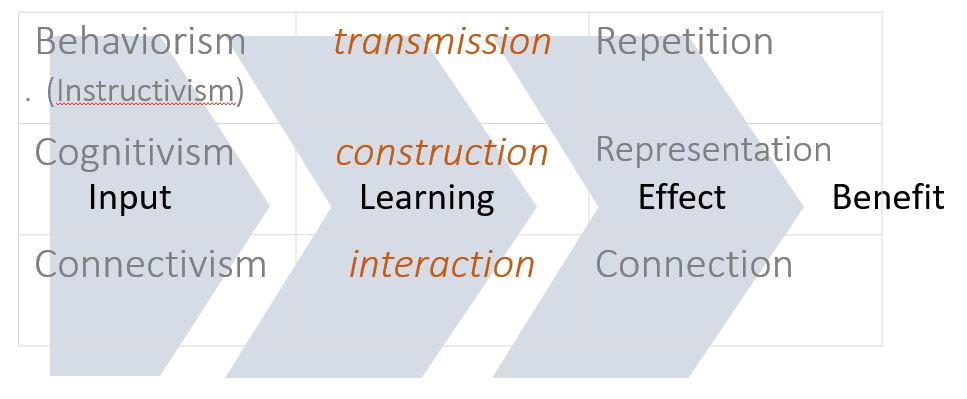 Behaviorism transmission Repetition
. (Instructivism)
Cognitivism construction Representation
Input Learning Effect Benefit
Connectivism interaction Connection